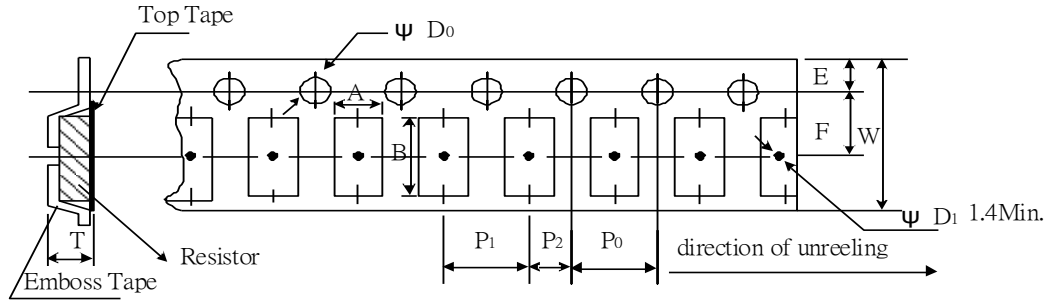 Top Tape
Ψ D0
E
A
F
W
B
Ψ D1 1.4Min.
T
P1
P2
P0
Resistor
direction of unreeling
Emboss Tape